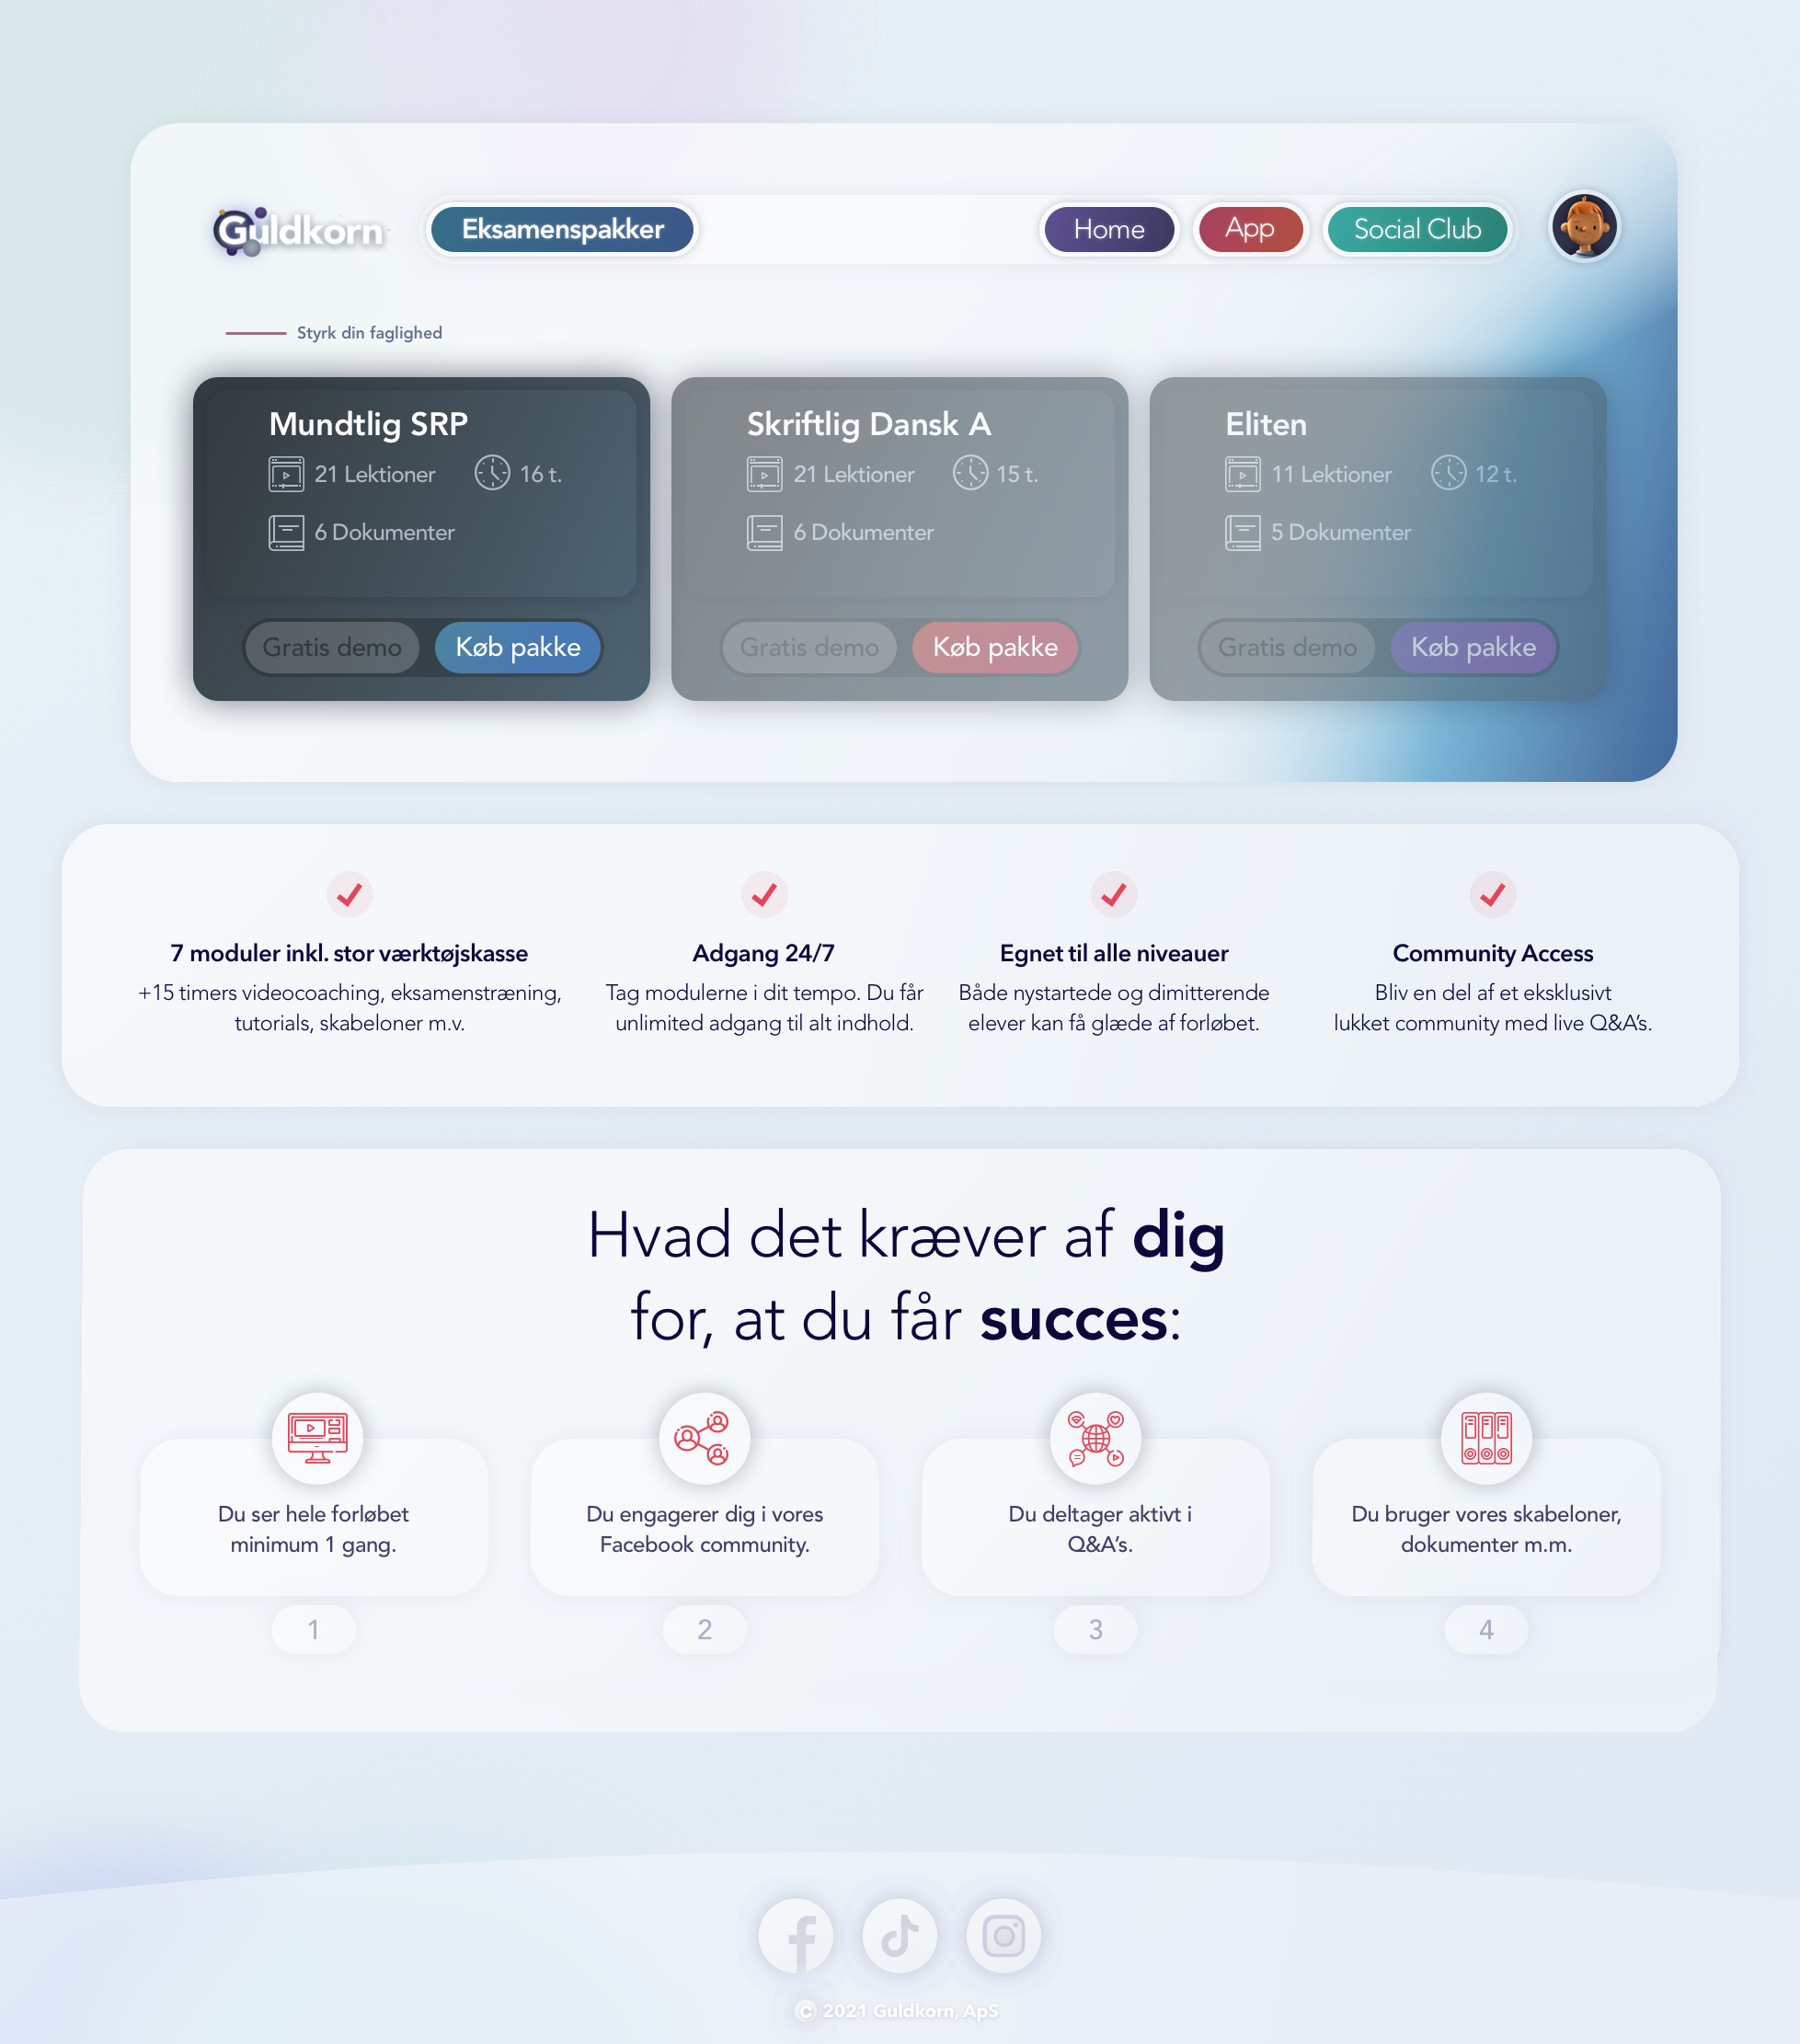 Guldkorn
Eksamenspakker
Home
App
Social Club
Styrk din faglighed
Mundtlig SRP
21 Lektioner
16 t.
6 Dokumenter
Gratis demo
Køb pakke
Skriftlig Dansk A
21 Lektioner
15 t.
6 Dokumenter
Gratis demo
Køb pakke
Eliten
11 Lektioner
12 t.
5 Dokumenter
Gratis demo
Køb pakke
7 moduler inkl. stor værktøjskasse
+15 timers videocoaching, eksamenstræning,
tutorials, skabeloner m.v.
Adgang 24/7
Tag modulerne i dit tempo. Du får
unlimited adgang til alt indhold.
Egnet til alle niveauer
Både nystartede og dimitterende
elever kan få glæde af forløbet.
Community Access
Bliv en del af et eksklusivt
lukket community med live Q&A’s.
Hvad det kræver af dig
for, at du får succes:
Du ser hele forløbet
minimum 1 gang.
1
Du engagerer dig i vores
Facebook community.
2
Du deltager aktivt i
Q&A’s.
3
Du bruger vores skabeloner,
dokumenter m.m.
4
© 2021 Guldkorn, ApS